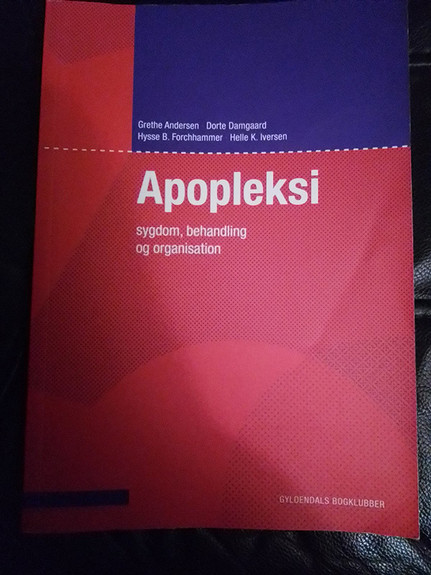 Grethe Andersen Dorte Damgaard
Hysse B. Forchhammer Helle K. Iversen
Apopleksi
sygdom, behandling
og organisation
GYLDENDALS BOGKLUBBER